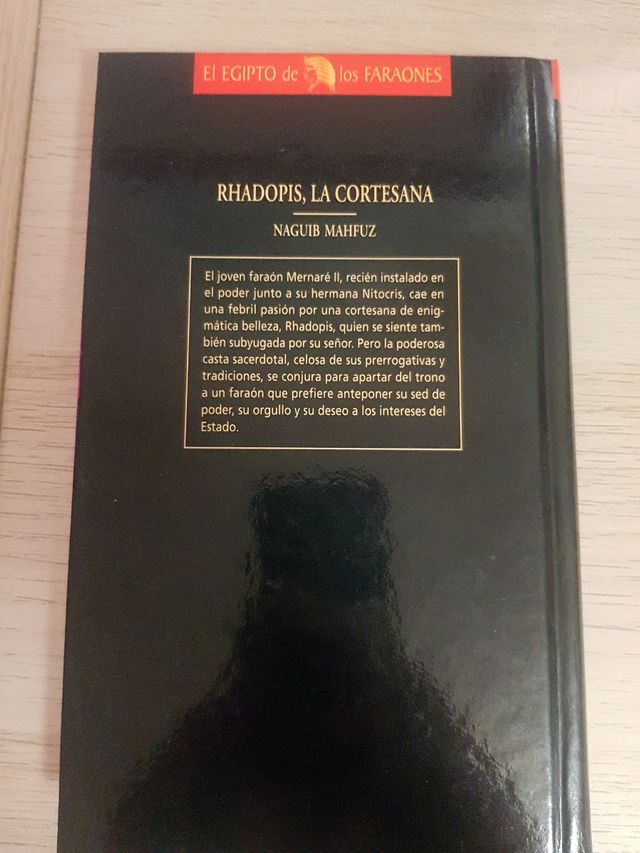 El EGIPTO de los FARAONES
RHADOPIS, LA CORTESANA
NAGUIB MAHFUZ
El joven faraón Mernaré II, recién instalado en
el poder junto a su hermana Nitocris, cae en
una febril pasión por una cortesana de enig-
mática belleza, Rhadopis, quien se siente tam-
bién subyugada por su señor. Pero la poderosa
casta sacerdotal, celosa de sus prerrogativas y
tradiciones, se conjura para apartar del trono
a un faraón que prefiere anteponer su sed de
poder, su orgullo y su deseo a los intereses del
Estado.